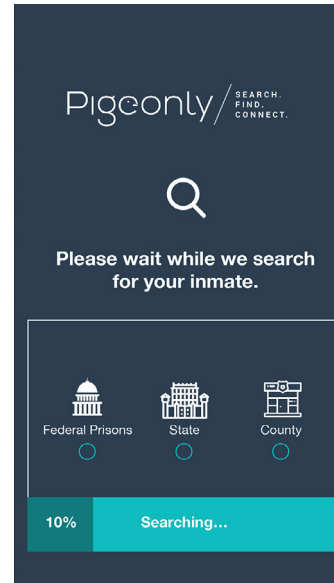 Pigeonly
SEARCH.
FIND.
CONNECT.
Please wait while we search
for your inmate.
Federal Prisons
State
County
10%
Searching...